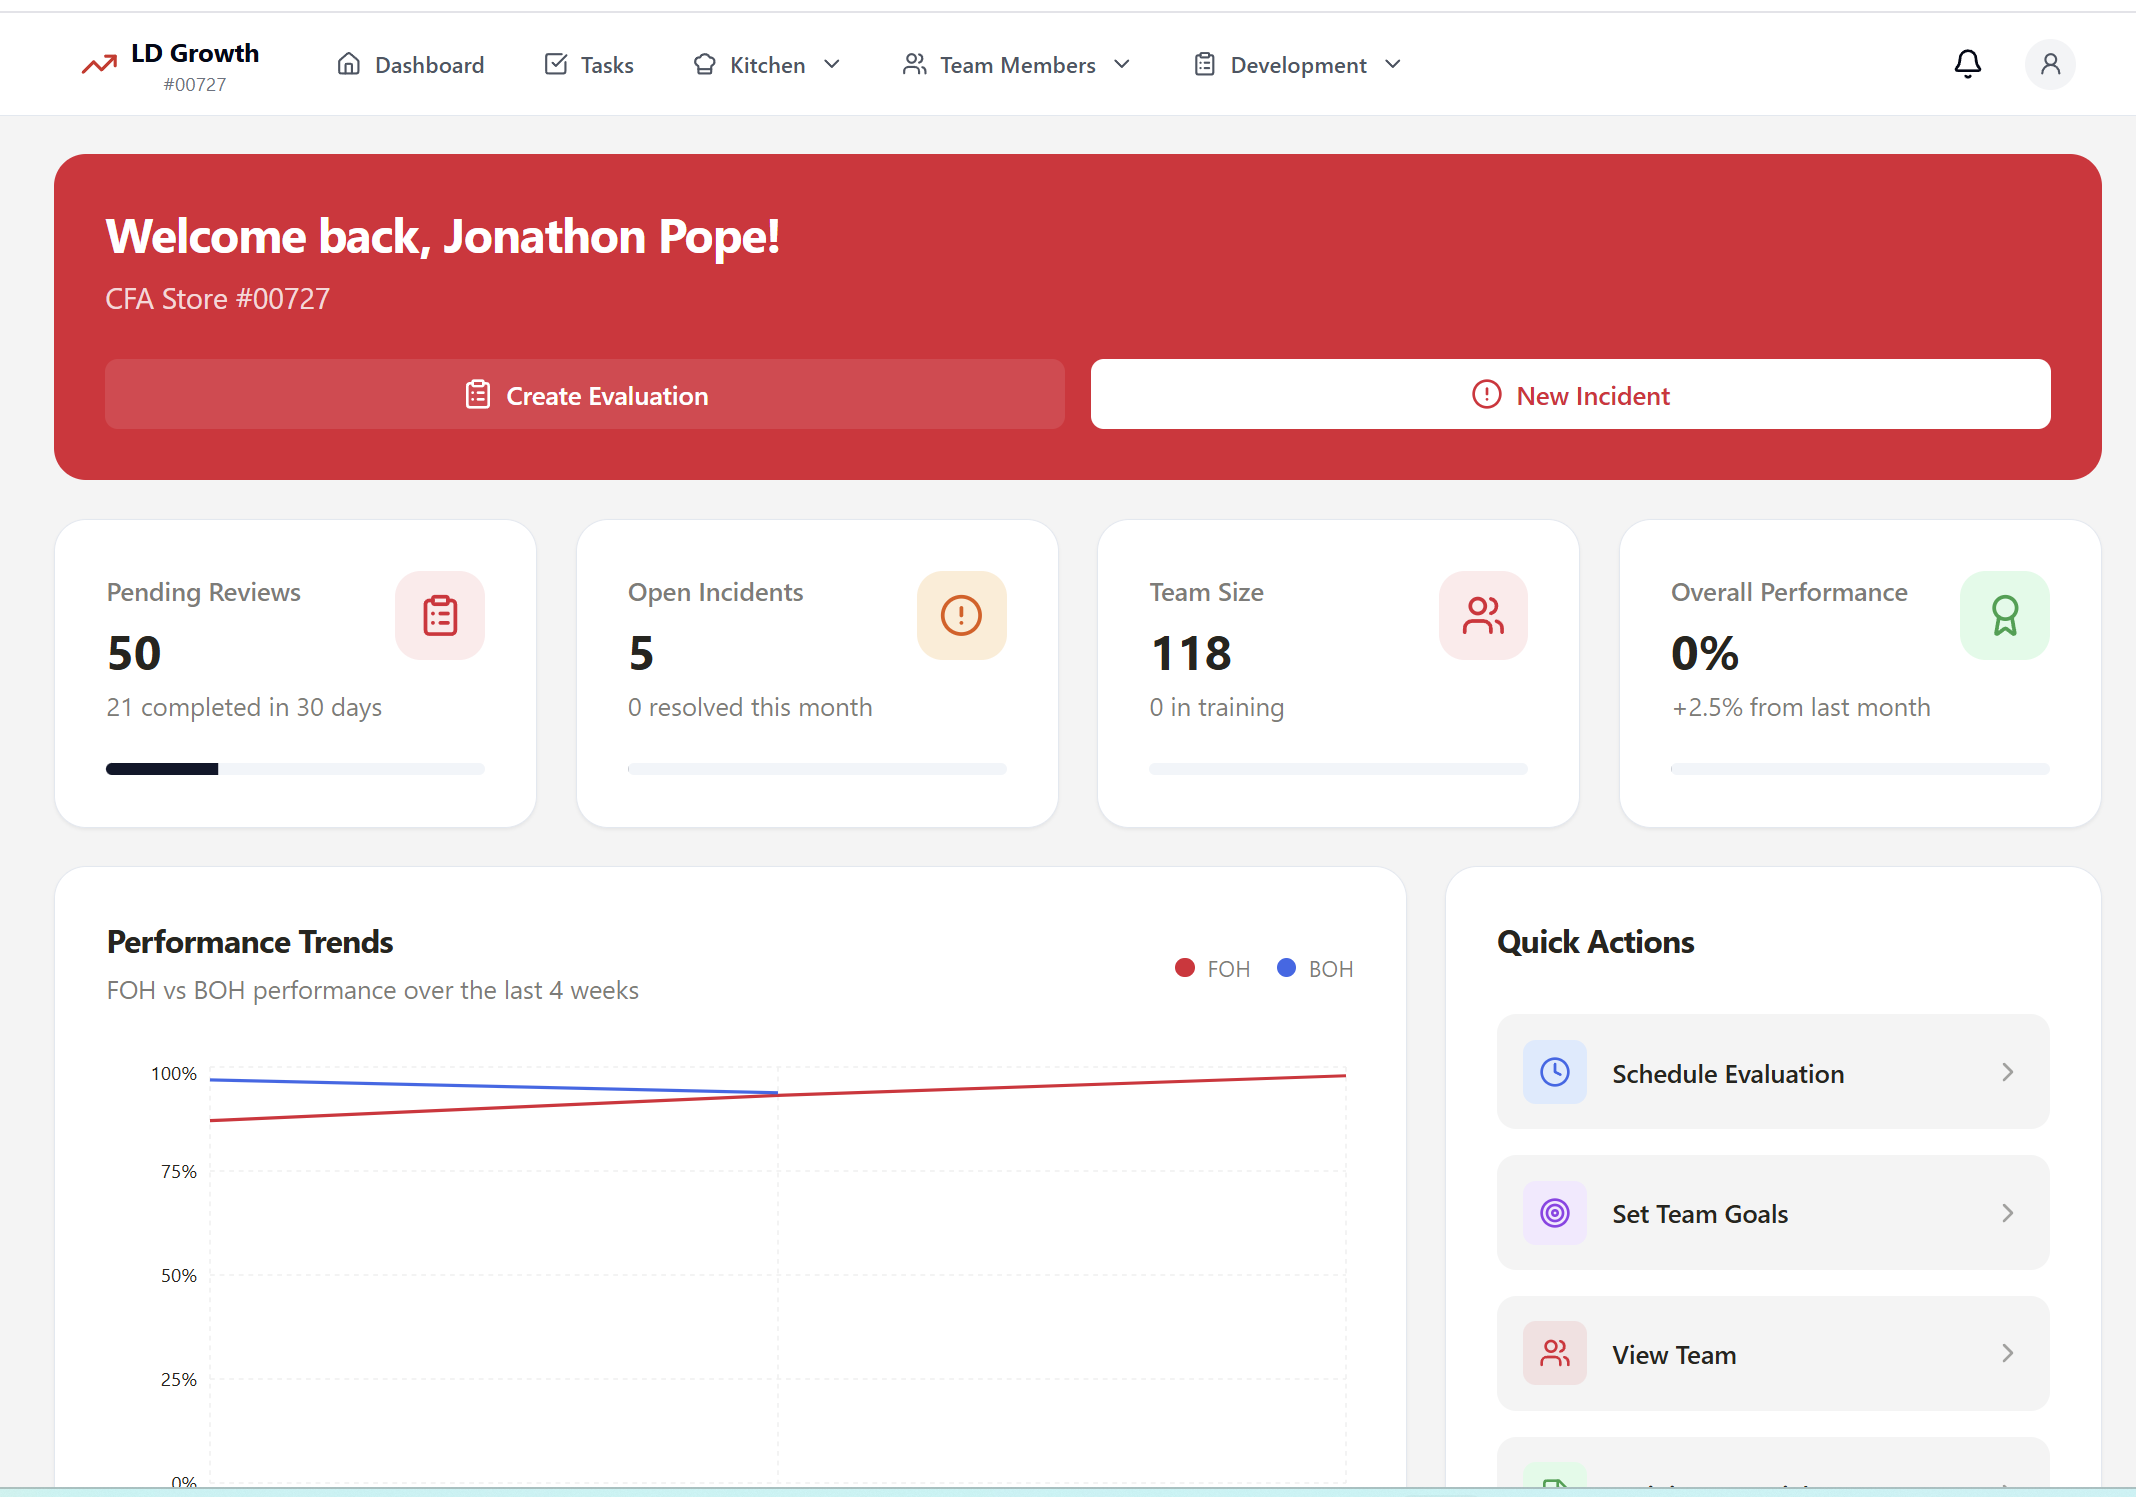 LD Growth
#00727
Dashboard
Tasks
Kitchen
Team Members
Development
Welcome back, Jonathon Pope!
CFA Store #00727
Create Evaluation
New Incident
Pending Reviews
50
21 completed in 30 days
Open Incidents
5
0 resolved this month
Team Size
118
0 in training
Overall Performance
0%
+2.5% from last month
Performance Trends
FOH vs BOH performance over the last 4 weeks
FOH
BOH
100%
75%
50%
25%
0%
Quick Actions
Schedule Evaluation
Set Team Goals
View Team